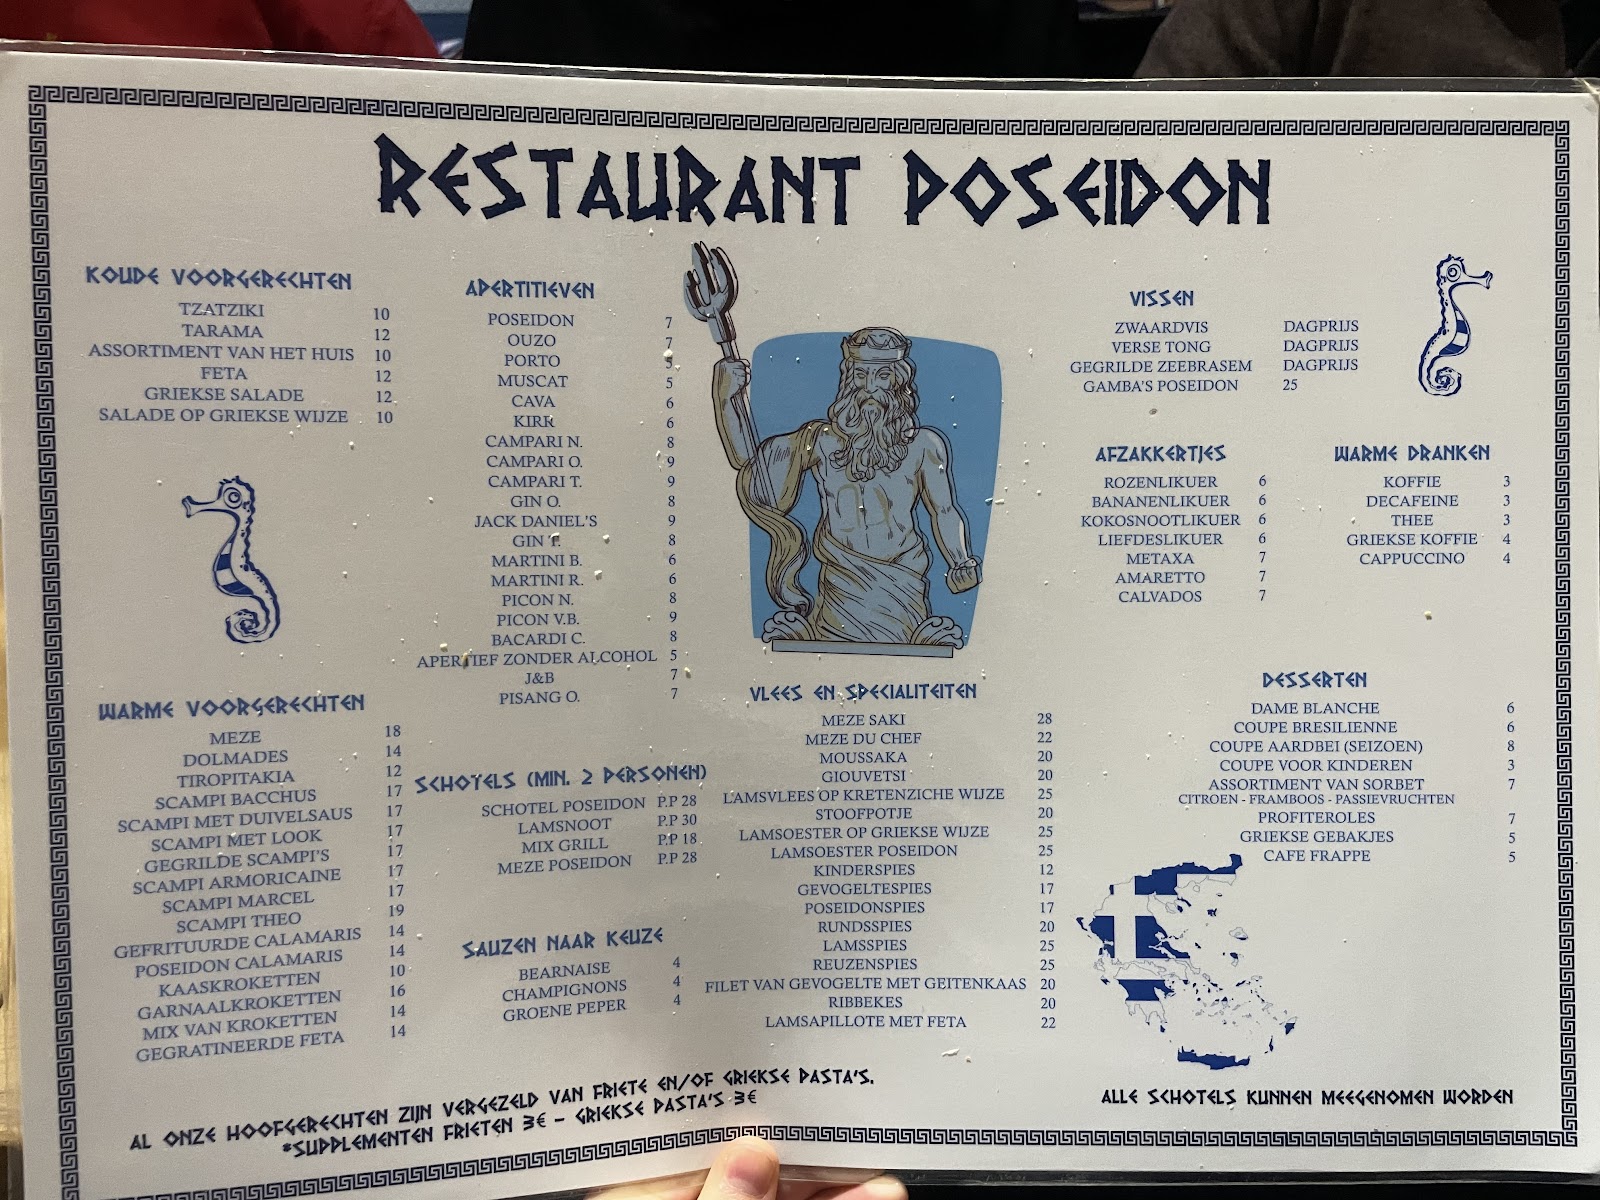 RESTAURANT POSEIDON
KOUDE VOORGERECHTEN
TZATZIKI 10
TARAMA 12
ASSORTIMENT VAN HET HUIS 10
FETA 12
GRIEKSE SALADE 12
SALADE OP GRIEKSE WIJZE 10
WARME VOORGERECHTEN
MEZE 18
DOLMADES 14
TIROPITAKIA 12
SCAMPI BACCHUS 17
SCAMPI MET DUIVELSAUS 17
SCAMPI MET LOOK 17
GEGRILDE SCAMPI'S 17
SCAMPI ARMORICAINE 17
SCAMPI MARCEL 17
SCAMPI THEO 19
GEFRITUURDE CALAMARIS 14
POSEIDON CALAMARIS 14
KAASKROKETTEN 10
GARNAALKROKETTEN 16
MIX VAN KROKETTEN 14
GEGRATINEERDE FETA 14
APERTITIEVEN
POSEIDON 7
OUZO 7
PORTO 5
MUSCAT 5
CAVA 6
KIRR 6
CAMPARI N. 8
CAMPARI O. 9
CAMPARI T. 9
GIN O. 8
JACK DANIEL'S 9
GIN T. 8
MARTINI B. 6
MARTINI R. 6
PICON N. 8
PICON V.B. 9
BACARDI C. 8
APERTIEF ZONDER ALCOHOL 5
J&B 7
PISANG O. 7
SCHOTELS (MIN. 2 PERSONEN)
SCHOTEL POSEIDON P.P 28
LAMSNOOT P.P 30
MIX GRILL P.P 18
MEZE POSEIDON P.P 28
SAUZEN NAAR KEUZE
BEARNAISE 4
CHAMPIGNONS 4
GROENE PEPER 4
VLEES EN SPECIALITEITEN
MEZE SAKI 28
MEZE DU CHEF 22
MOUSSAKA 20
GIOUVETSI 20
LAMSVLEES OP KRETENZICHE WIJZE 25
STOOFPOTJE 20
LAMSOESTER OP GRIEKSE WIJZE 25
LAMSOESTER POSEIDON 25
KINDERSPIES 12
GEVOGELTESPIES 17
POSEIDONSPIES 17
RUNDSSPIES 20
LAMSSPIES 25
REUZENSPIES 25
FILET VAN GEVOGELTE MET GEITENKAAS 20
RIBBEKES 20
LAMSAPILLOTE MET FETA 22
VISSEN
ZWAARDVIS DAGPRIJS
VERSE TONG DAGPRIJS
GEGRILDE ZEEBRASEM DAGPRIJS
GAMBA'S POSEIDON 25
AFZAKKERTJES
ROZENLIKUER 6
BANANENLIKUER 6
KOKOSNOOTLIKUER 6
LIEFDESLIKUER 6
METAXA 7
AMARETTO 7
CALVADOS 7
WARME DRANKEN
KOFFIE 3
DECAFEINE 3
THEE 3
GRIEKSE KOFFIE 4
CAPPUCCINO 4
DESSERTEN
DAME BLANCHE 6
COUPE BRESILIENNE 6
COUPE AARDBEI (SEIZOEN) 8
COUPE VOOR KINDEREN 3
ASSORTIMENT VAN SORBET 7
CITROEN - FRAMBOOS - PASSIEVRUCHTEN
PROFITEROLES 7
GRIEKSE GEBAKJES 5
CAFE FRAPPE 5
AL ONZE HOOFGERECHTEN ZIJN VERGEZELD VAN FRIETE EN/OF GRIEKSE PASTA'S.
*SUPPLEMENTEN FRIETEN 3€ - GRIEKSE PASTA'S 3€
ALLE SCHOTELS KUNNEN MEEGENOMEN WORDEN